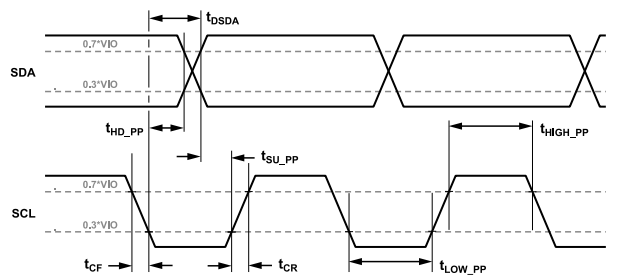 tDSDA
0.7*VIO
SDA
0.3*VIO
tHD_PP
tHIGH_PP
tSU_PP
0.7*VIO
SCL
0.3*VIO
tCF
tCR
tLOW_PP